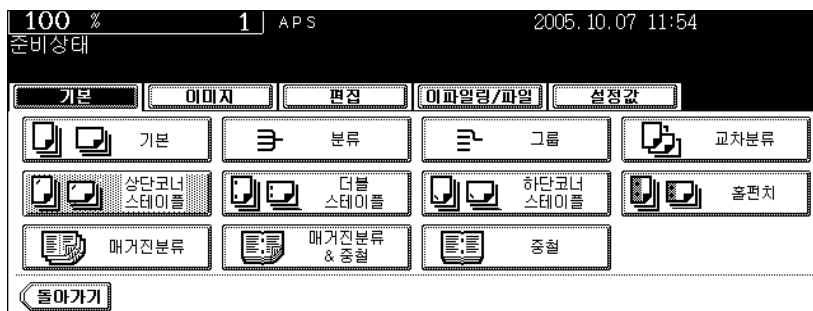 100 % 1 APS 2005.10.07 11:54
준비상태
기본 이미지 편집 이파일링/파일 설정값
기본 분류 그룹 교차분류
상단코너 스테이플 더블 스테이플 하단코너 스테이플 홀펀치
매거진분류 매거진분류 & 중철 중철
돌아가기